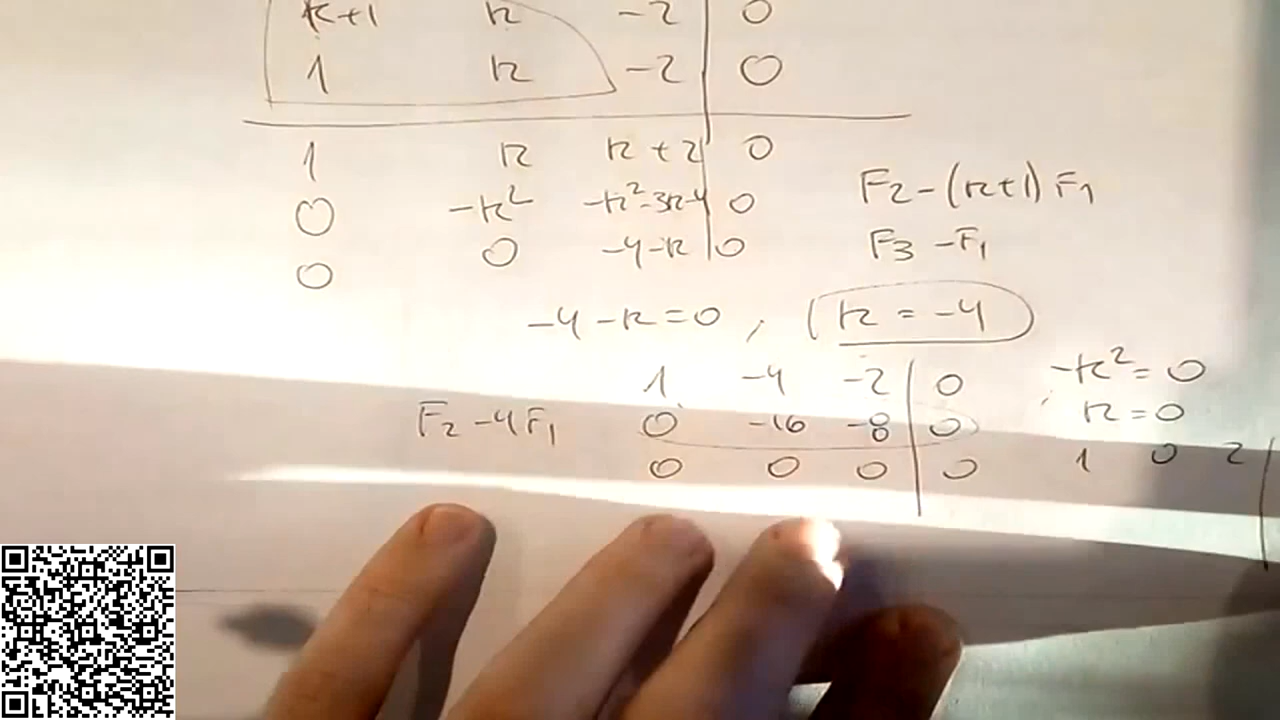 k+1 k -2 | 0
1 k -2 | 0
1 k k+2 | 0
0 -k² -k²-3k-4 | 0 F2-(k+1)F1
0 0 -4-k | 0 F3-F1
-4-k=0, k=-4
1 -4 -2 | 0 -k²=0
F2-4F1 0 -16 -8 | 0 k=0
0 0 0 | 0 1 0 2 |